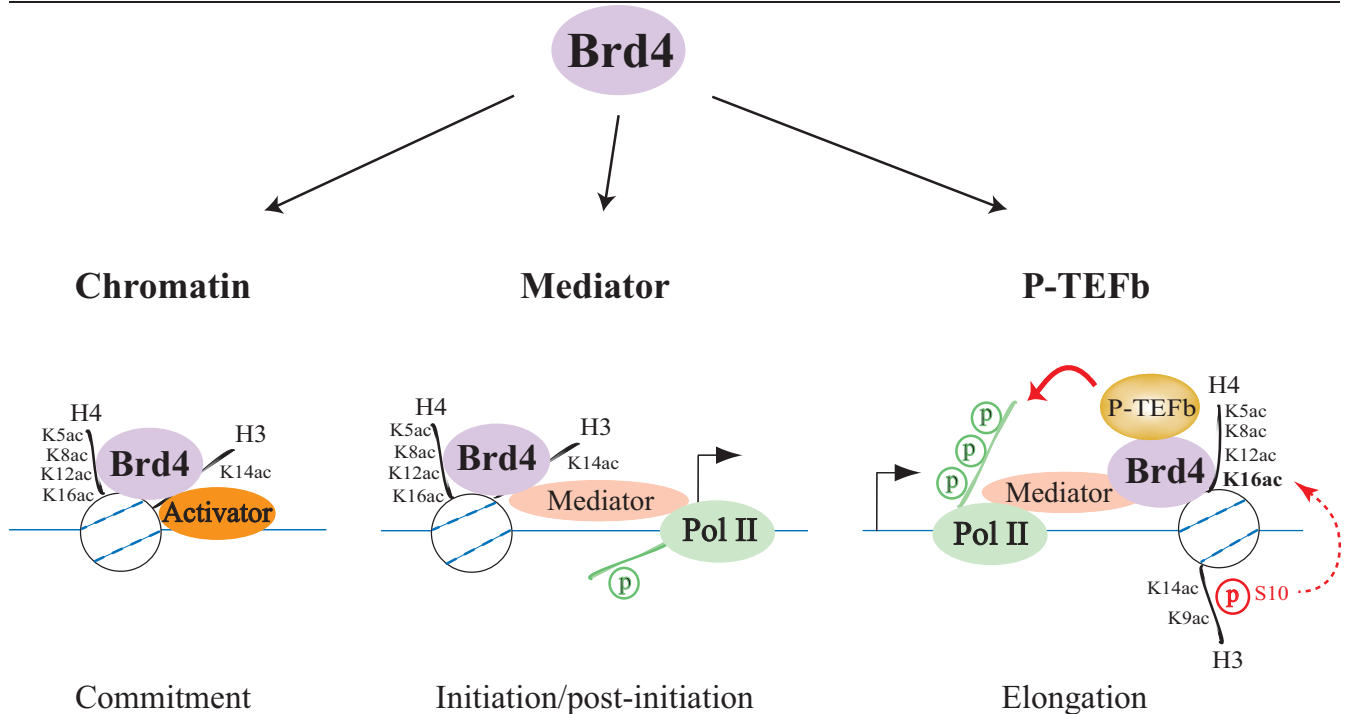 Brd4
Chromatin
Mediator
P-TEFb
H4
K5ac
K8ac
K12ac
K16ac
Brd4
H3
K14ac
Activator
H4
K5ac
K8ac
K12ac
K16ac
Brd4
H3
K14ac
Mediator
Pol II
p
p
p
p
Pol II
Mediator
P-TEFb
Brd4
H4
K5ac
K8ac
K12ac
K16ac
K14ac
K9ac
p S10
H3
Commitment
Initiation/post-initiation
Elongation